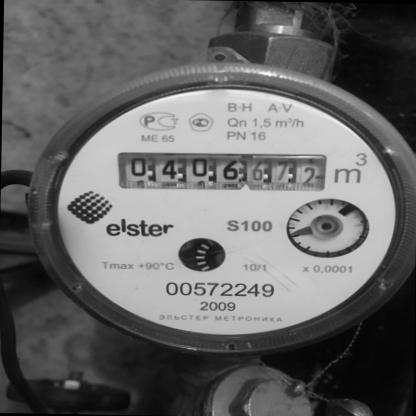 B-H A-V
Qn 1,5 m³/h
PN 16
ME 65
0 4 0 6 6 7 2
m³
elster
S100
Tmax +90°C
10/1
x 0,0001
00572249
2009
ЭЛЬСТЕР МЕТРОНИКА